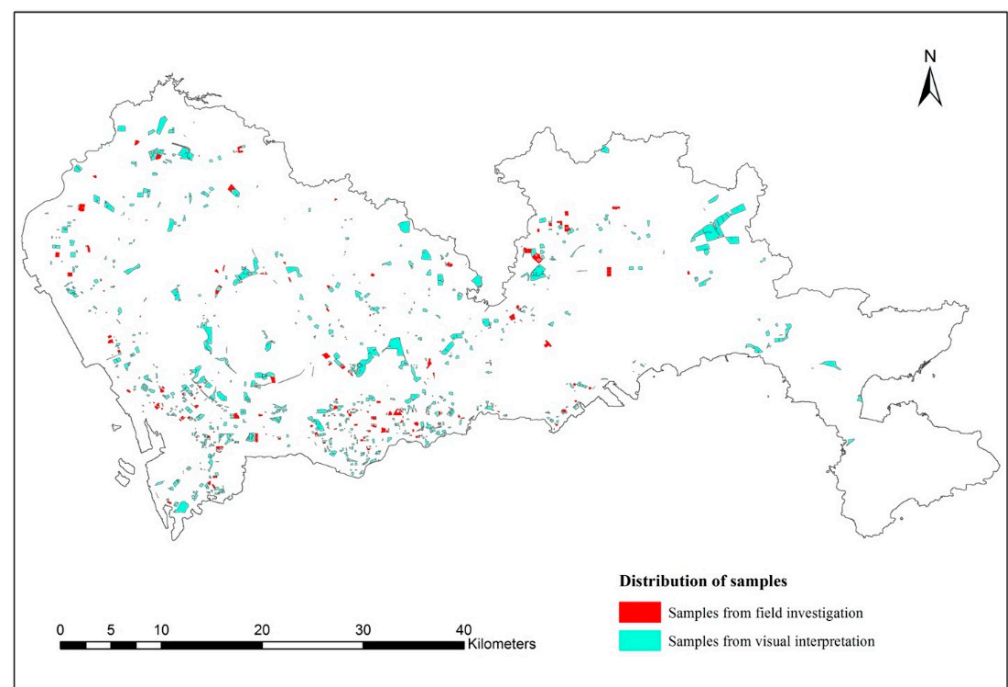 N
Distribution of samples
Samples from field investigation
Samples from visual interpretation
0 5 10 20 30 40
Kilometers